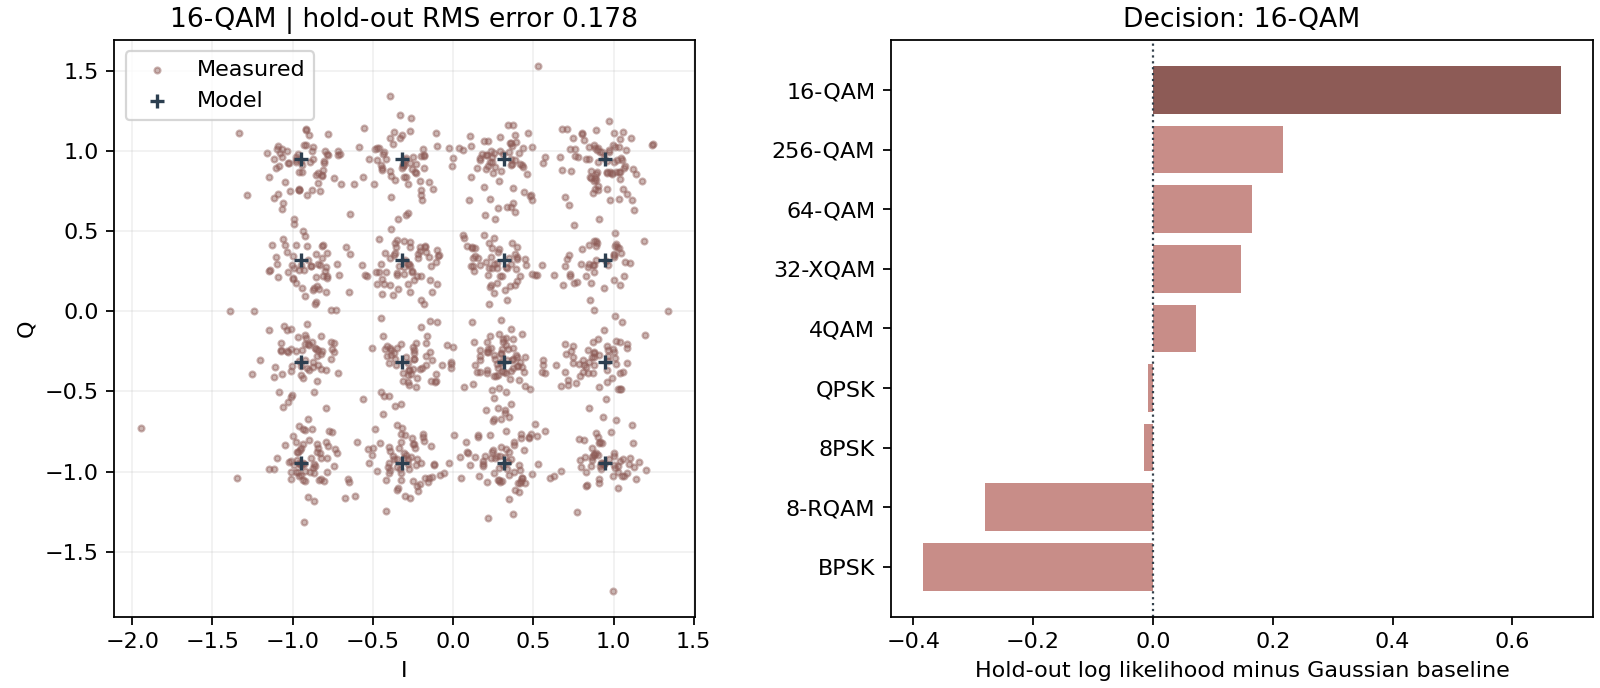 16-QAM | hold-out RMS error 0.178
Measured
Model
1.5
1.0
0.5
0.0
−0.5
−1.0
−1.5
Q
−2.0
−1.5
−1.0
−0.5
0.0
0.5
1.0
1.5
I
Decision: 16-QAM
16-QAM
256-QAM
64-QAM
32-XQAM
4QAM
QPSK
8PSK
8-RQAM
BPSK
−0.4
−0.2
0.0
0.2
0.4
0.6
Hold-out log likelihood minus Gaussian baseline